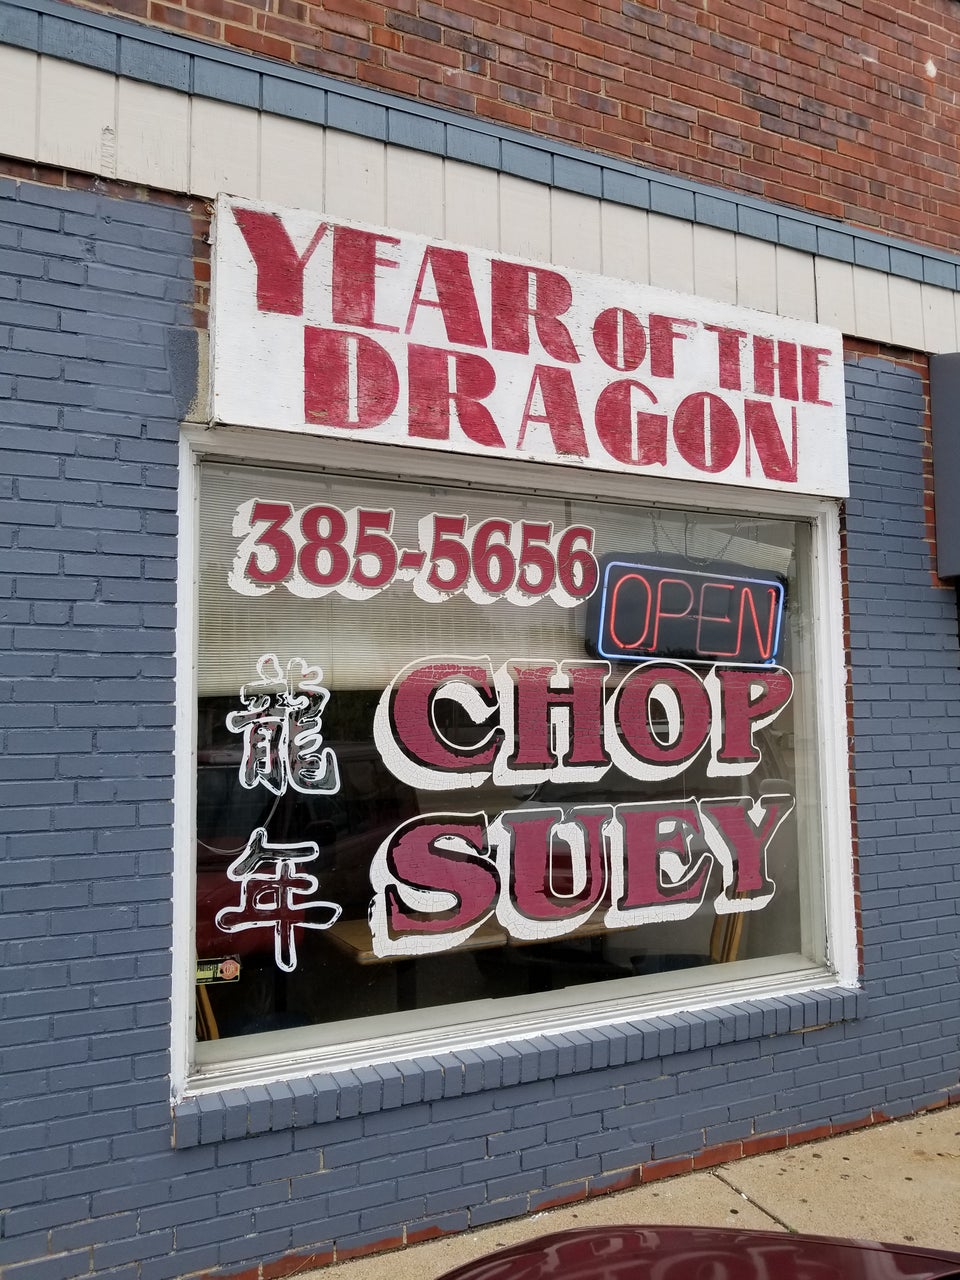 YEAR OF THE
DRAGON
385-5656
OPEN
龍年
CHOP
SUEY